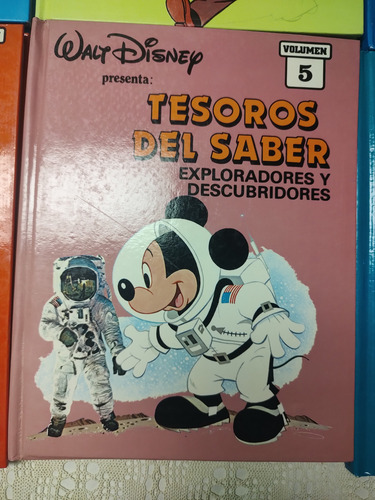 WALT DISNEY
presenta:
VOLUMEN
5
TESOROS
DEL SABER
EXPLORADORES Y
DESCUBRIDORES